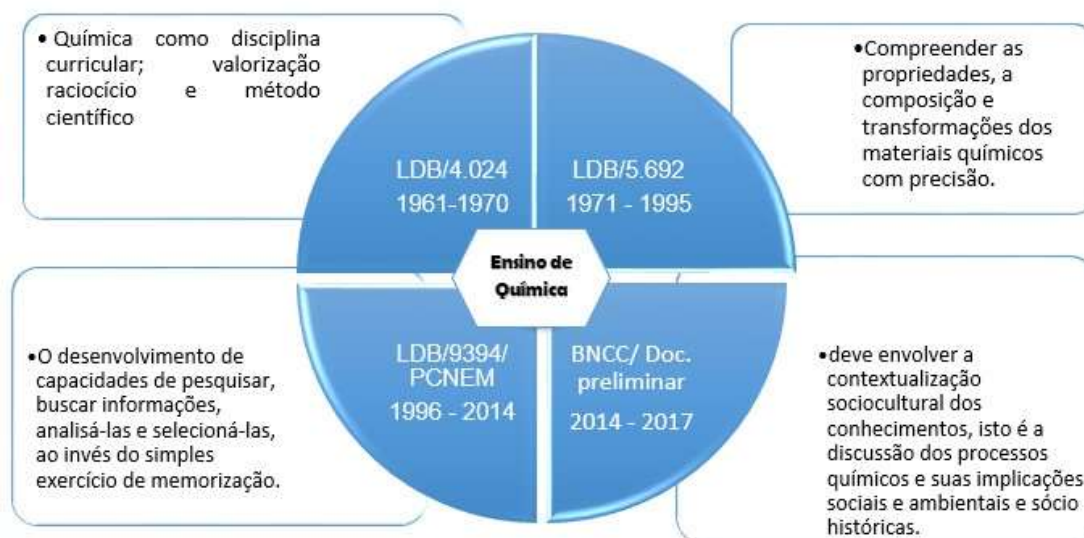 • Química como disciplina
curricular; valorização
raciocício e método
científico
LDB/4.024
1961-1970
LDB/5.692
1971 - 1995
•Compreender as
propriedades, a
composição e
transformações dos
materiais químicos
com precisão.
Ensino de
Química
•O desenvolvimento de
capacidades de pesquisar,
buscar informações,
analisá-las e selecioná-las,
ao invés do simples
exercício de memorização.
LDB/9394/
PCNEM
1996 - 2014
BNCC/ Doc.
preliminar
2014 - 2017
•deve envolver a
contextualização
sociocultural dos
conhecimentos, isto é a
discussão dos processos
químicos e suas implicações
sociais e ambientais e sócio
históricas.